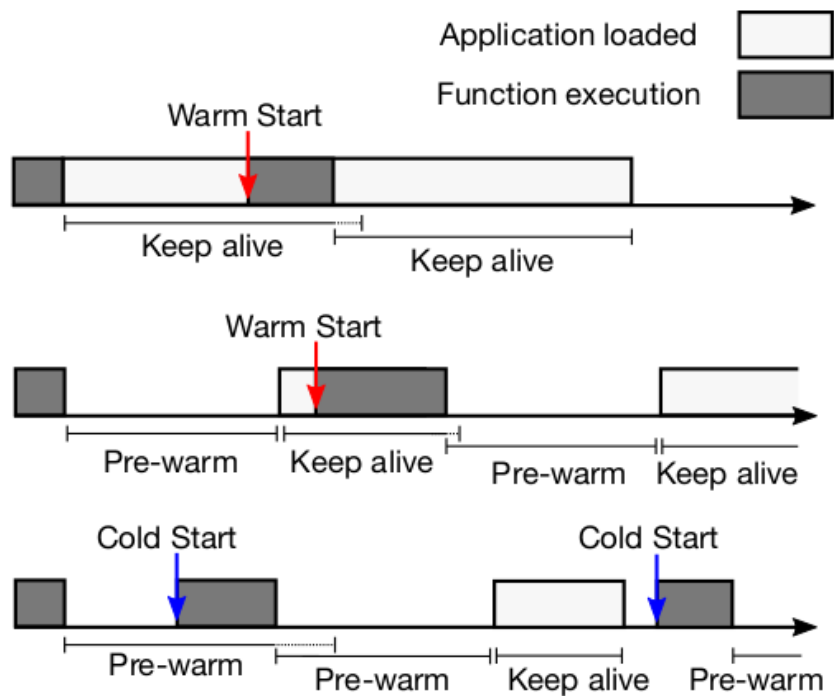 Application loaded
Function execution
Warm Start
Keep alive
Keep alive
Warm Start
Pre-warm
Keep alive
Pre-warm
Keep alive
Cold Start
Cold Start
Pre-warm
Pre-warm
Keep alive
Pre-warm